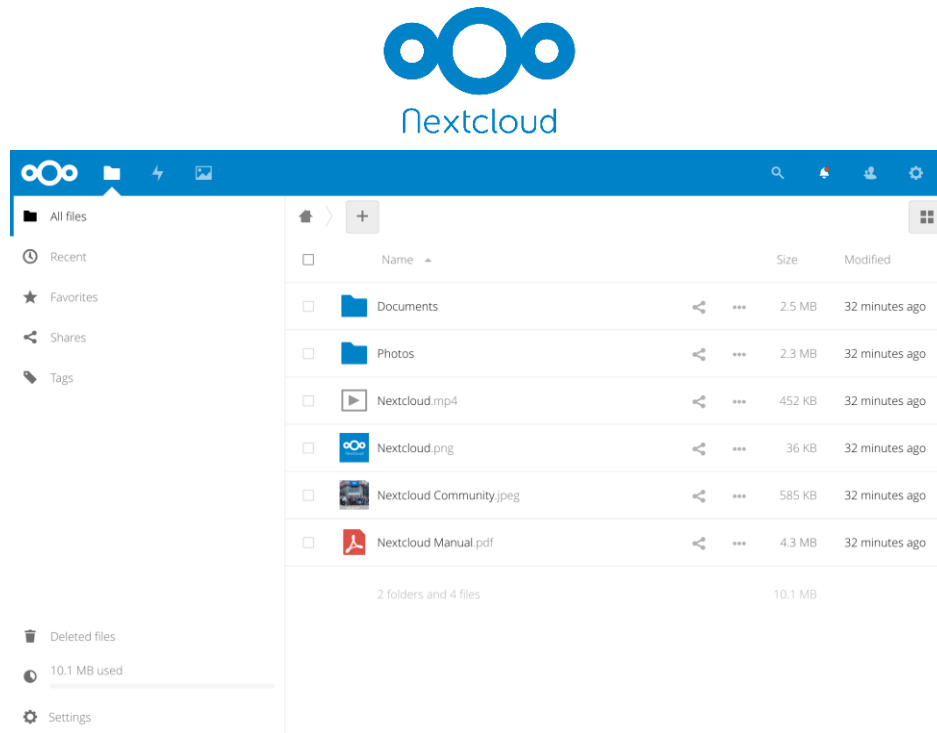 Nextcloud
All files
Recent
Favorites
Shares
Tags
Deleted files
10.1 MB used
Settings
Name Size Modified
Documents 2.5 MB 32 minutes ago
Photos 2.3 MB 32 minutes ago
Nextcloud.mp4 452 KB 32 minutes ago
Nextcloud.png 36 KB 32 minutes ago
Nextcloud Community.jpeg 585 KB 32 minutes ago
Nextcloud Manual.pdf 4.3 MB 32 minutes ago
2 folders and 4 files 10.1 MB